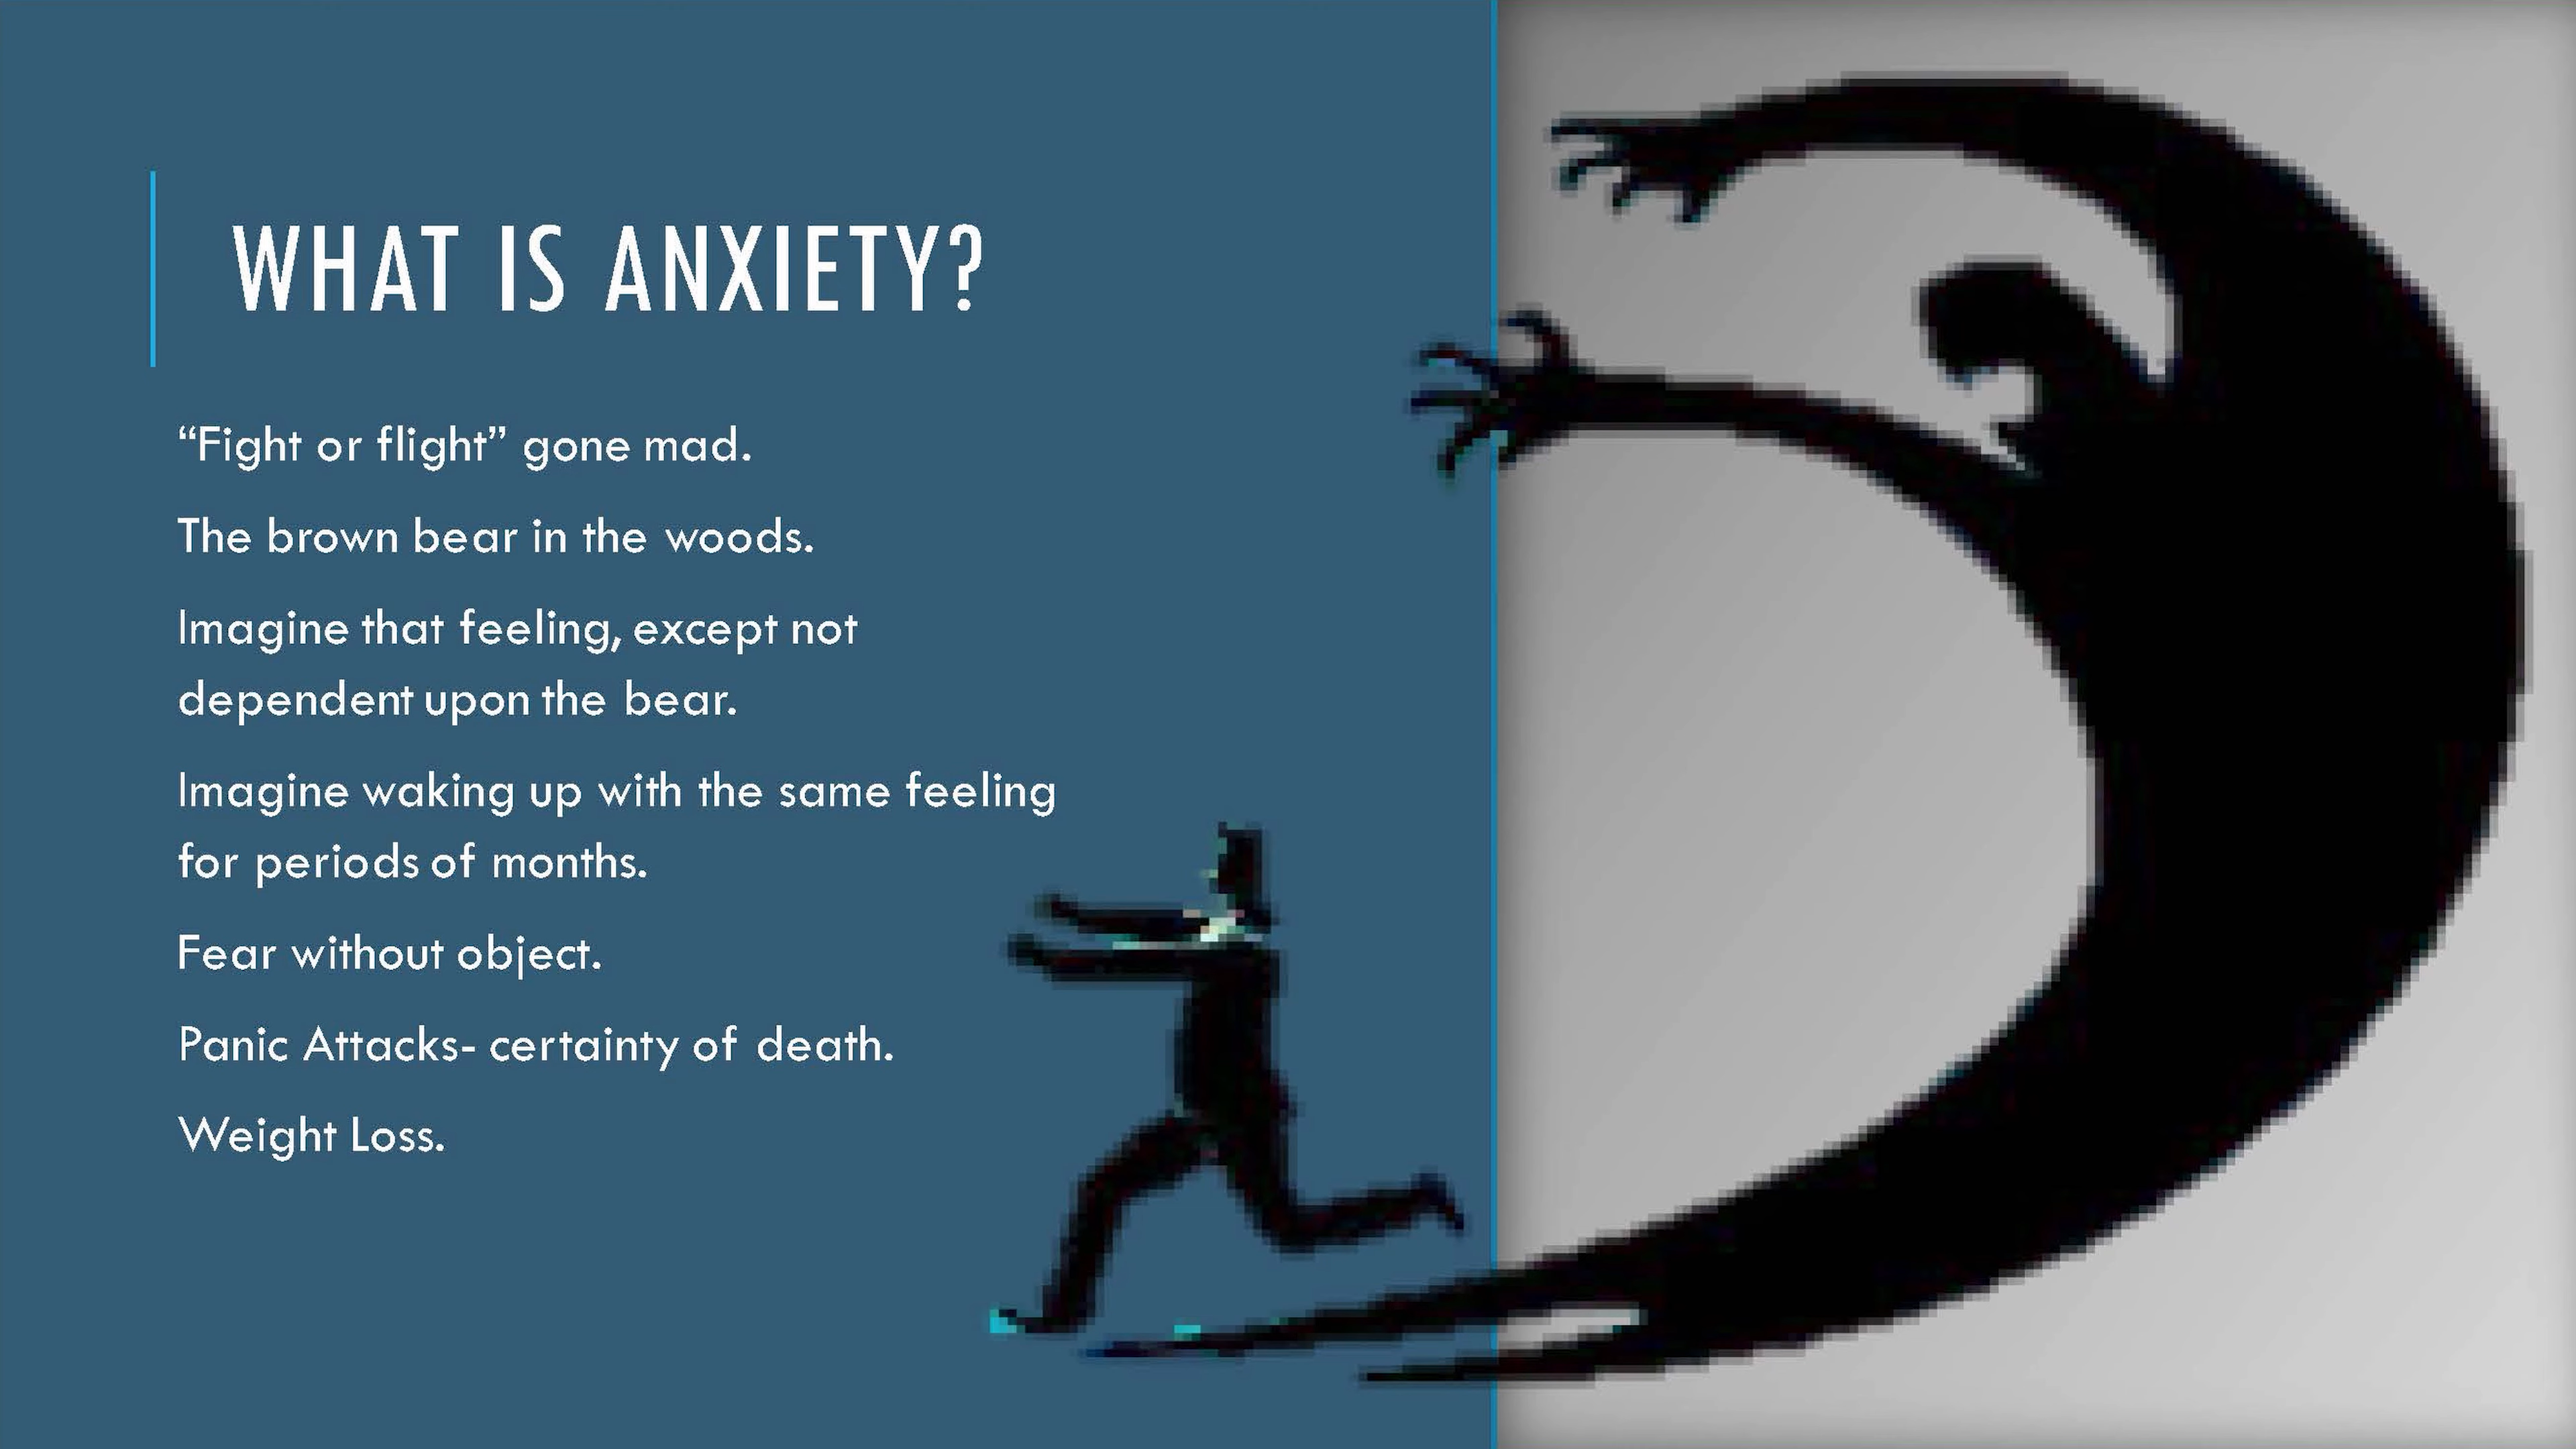 WHAT IS ANXIETY?
“Fight or flight” gone mad.
The brown bear in the woods.
Imagine that feeling, except not
dependent upon the bear.
Imagine waking up with the same feeling
for periods of months.
Fear without object.
Panic Attacks- certainty of death.
Weight Loss.